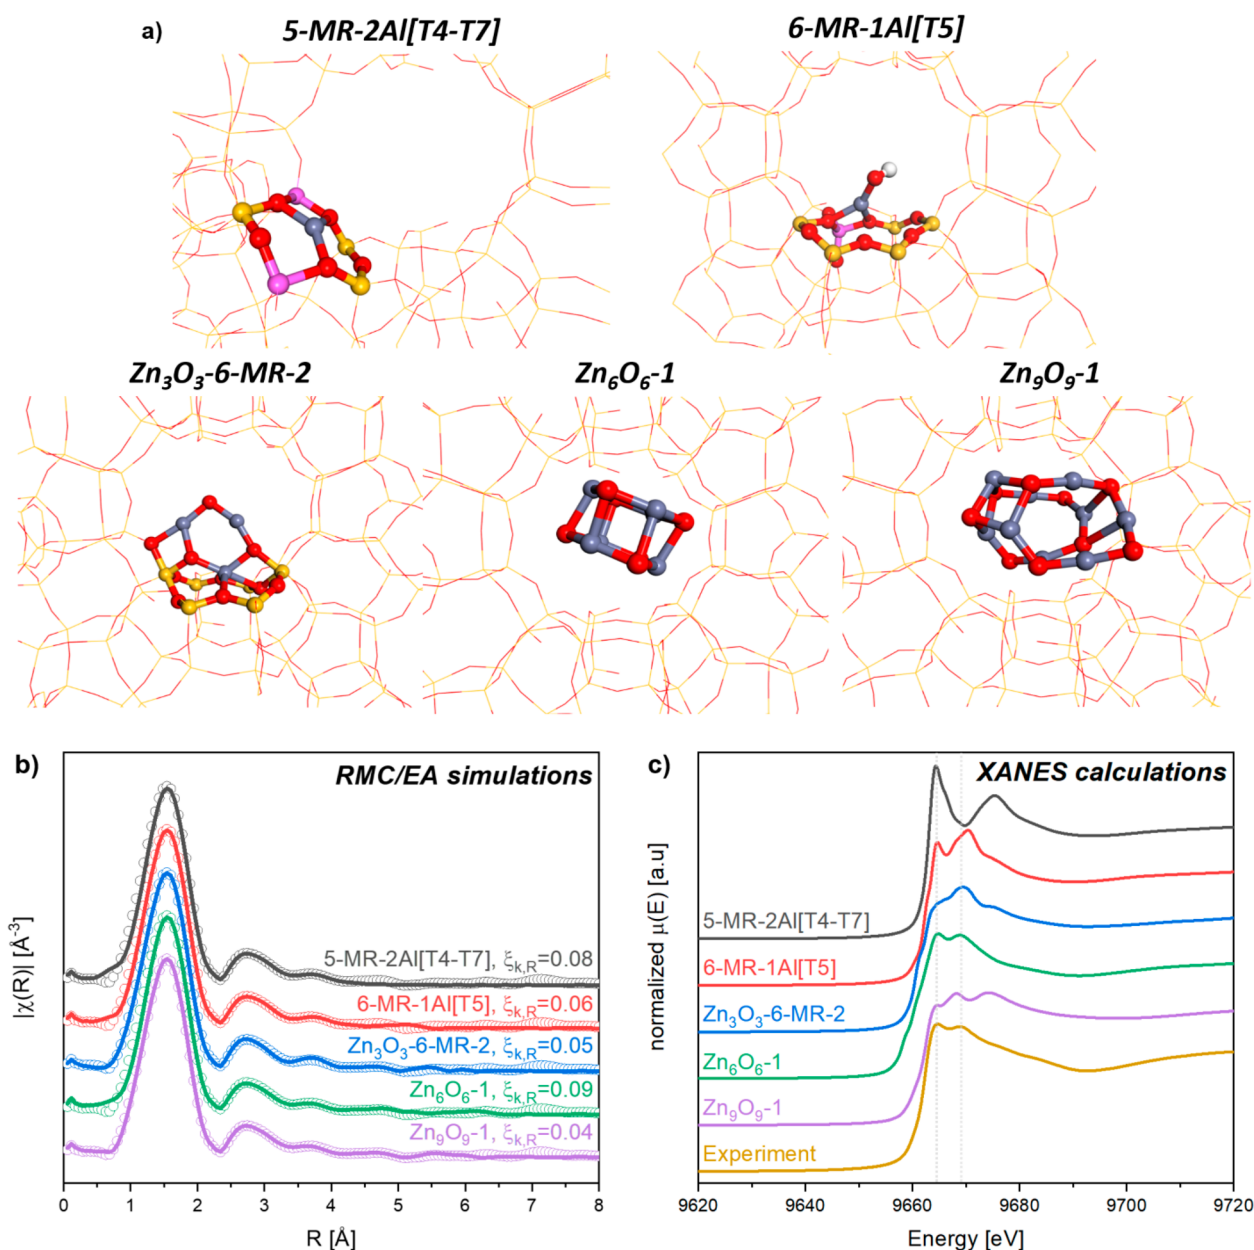 a)
5-MR-2Al[T4-T7]
6-MR-1Al[T5]
Zn₃O₃-6-MR-2
Zn₆O₆-1
Zn₉O₉-1
b)
RMC/EA simulations
|χ(R)| [Å⁻³]
5-MR-2Al[T4-T7], ξk,R=0.08
6-MR-1Al[T5], ξk,R=0.06
Zn₃O₃-6-MR-2, ξk,R=0.05
Zn₆O₆-1, ξk,R=0.09
Zn₉O₉-1, ξk,R=0.04
0 1 2 3 4 5 6 7 8
R [Å]
c)
XANES calculations
normalized μ(E) [a.u]
5-MR-2Al[T4-T7]
6-MR-1Al[T5]
Zn₃O₃-6-MR-2
Zn₆O₆-1
Zn₉O₉-1
Experiment
9620 9640 9660 9680 9700 9720
Energy [eV]